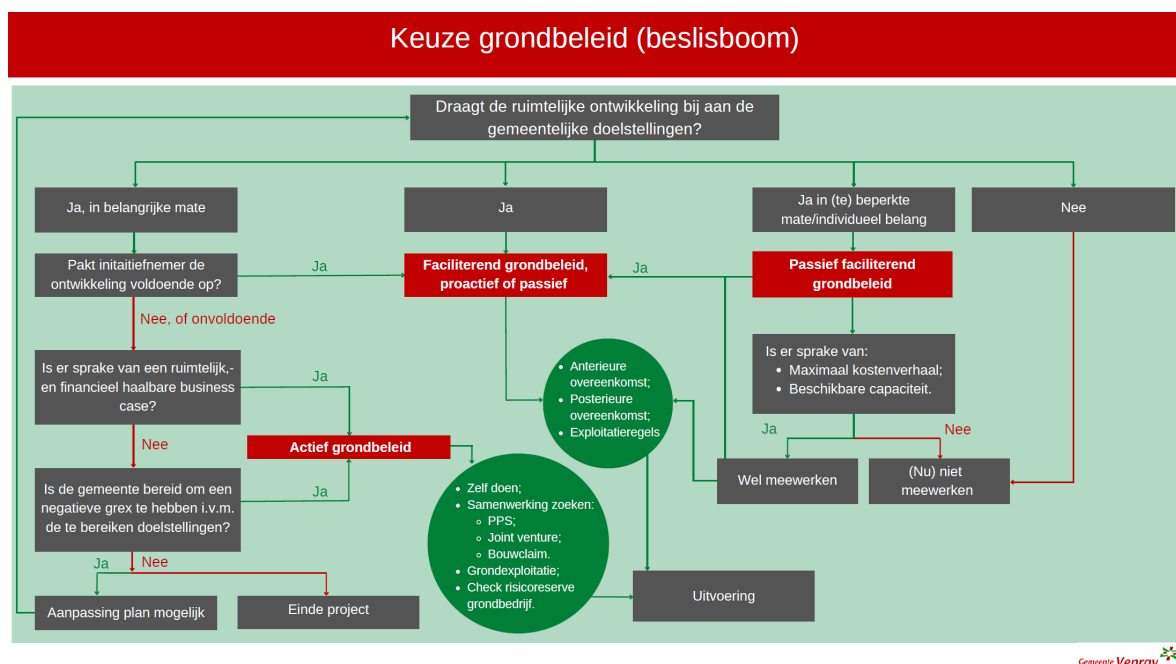 Keuze grondbeleid (beslisboom)
Draagt de ruimtelijke ontwikkeling bij aan de
gemeentelijke doelstellingen?
Ja, in belangrijke mate
Ja
Ja in (te) beperkte
mate/individueel belang
Nee
Pakt initaitiefnemer de
ontwikkeling voldoende op?
Ja
Faciliterend grondbeleid,
proactief of passief
Ja
Passief faciliterend
grondbeleid
Nee, of onvoldoende
Is er sprake van een ruimtelijk,-
en financieel haalbare business
case?
Ja
• Anterieure
overeenkomst;
• Posterieure
overeenkomst;
• Exploitatieregels
Is er sprake van:
• Maximaal kostenverhaal;
• Beschikbare capaciteit.
Nee
Actief grondbeleid
Ja
Nee
Wel meewerken
(Nu) niet
meewerken
Is de gemeente bereid om een
negatieve grex te hebben i.v.m.
de te bereiken doelstellingen?
Ja
• Zelf doen;
• Samenwerking zoeken:
◦ PPS;
◦ Joint venture;
◦ Bouwclaim.
• Grondexploitatie;
• Check risicoreserve
grondbedrijf.
Ja
Nee
Aanpassing plan mogelijk
Einde project
Uitvoering
Gemeente Venray